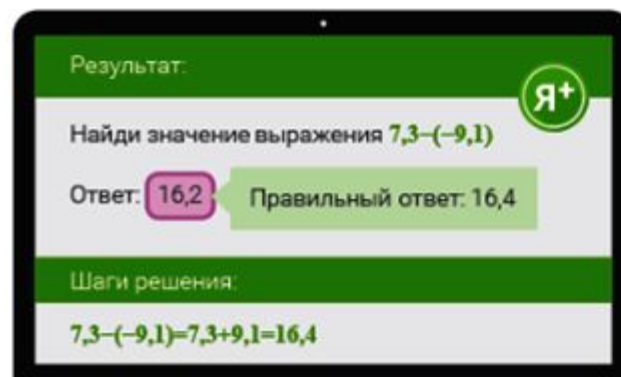 Результат:
Я+
Найди значение выражения 7,3−(−9,1)
Ответ: 16,2 Правильный ответ: 16,4
Шаги решения:
7,3−(−9,1)=7,3+9,1=16,4